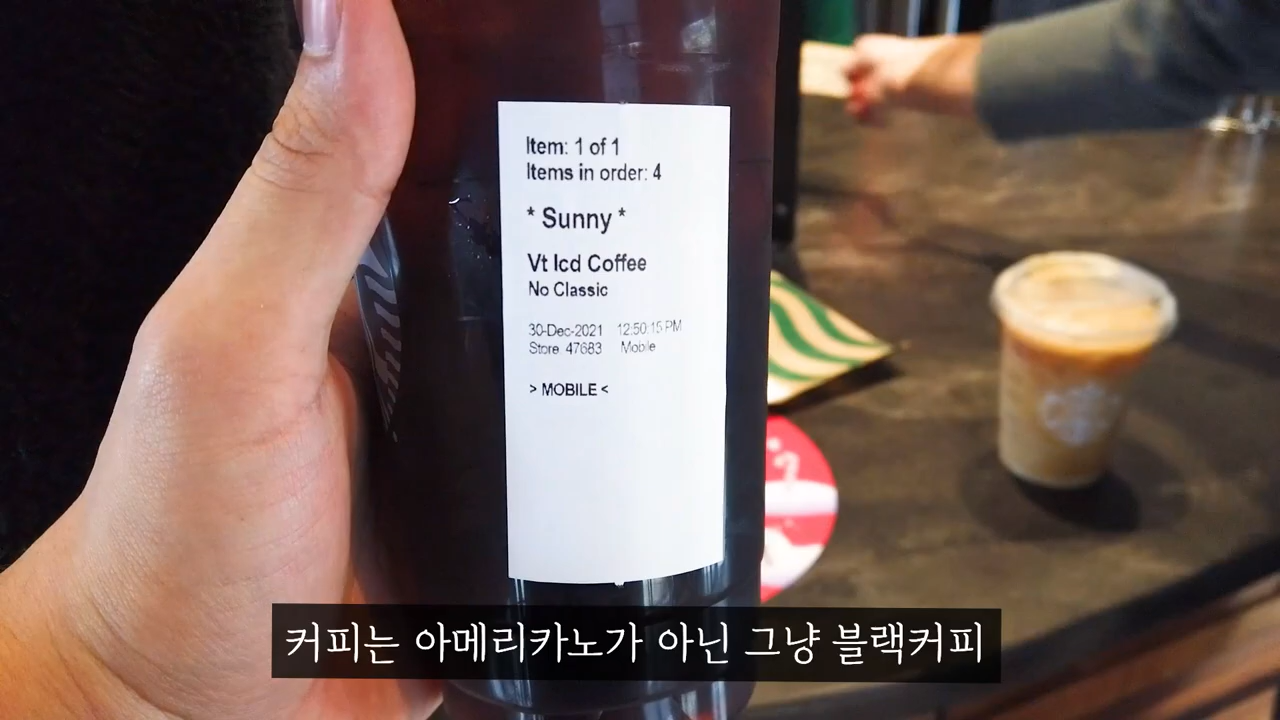 Item: 1 of 1
Items in order: 4
* Sunny *
Vt Icd Coffee
No Classic
30-Dec-2021 12:50:15 PM
Store 47683 Mobile
> MOBILE <
커피는 아메리카노가 아닌 그냥 블랙커피